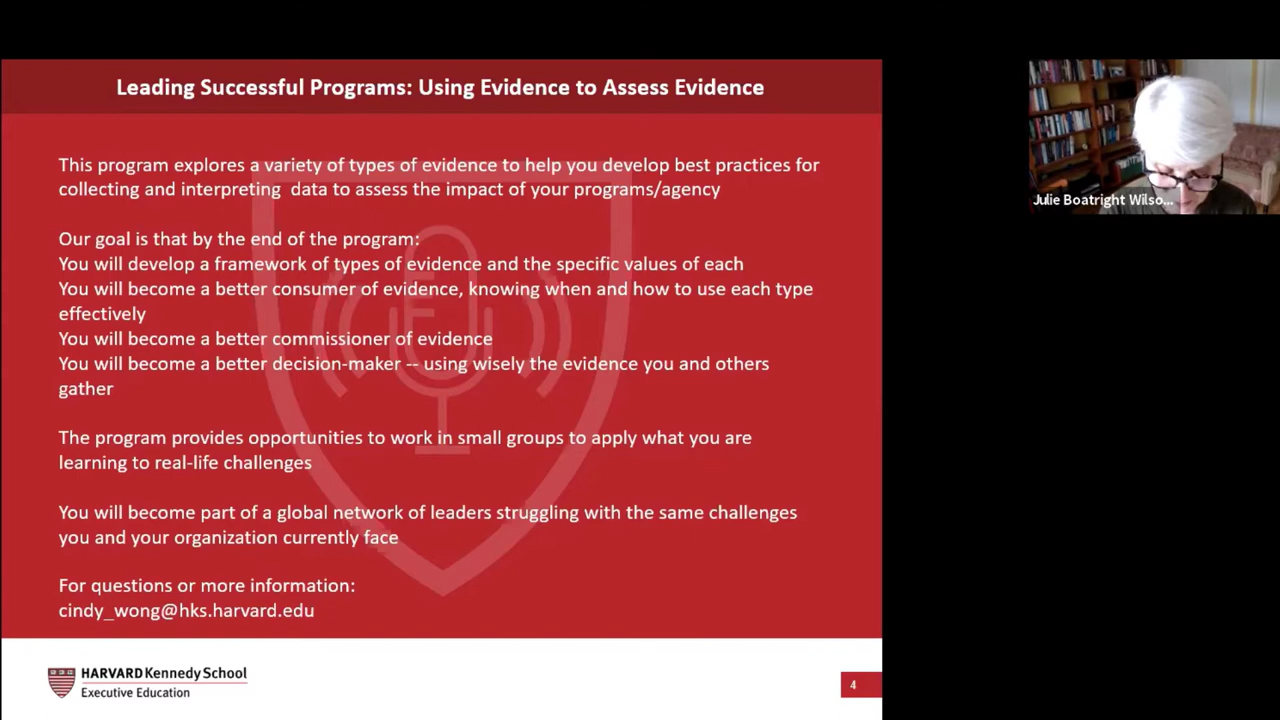 Leading Successful Programs: Using Evidence to Assess Evidence
This program explores a variety of types of evidence to help you develop best practices for
collecting and interpreting data to assess the impact of your programs/agency
Our goal is that by the end of the program:
You will develop a framework of types of evidence and the specific values of each
You will become a better consumer of evidence, knowing when and how to use each type
effectively
You will become a better commissioner of evidence
You will become a better decision-maker -- using wisely the evidence you and others
gather
The program provides opportunities to work in small groups to apply what you are
learning to real-life challenges
You will become part of a global network of leaders struggling with the same challenges
you and your organization currently face
For questions or more information:
cindy_wong@hks.harvard.edu
HARVARD Kennedy School
Executive Education
4
Julie Boatright Wilso...